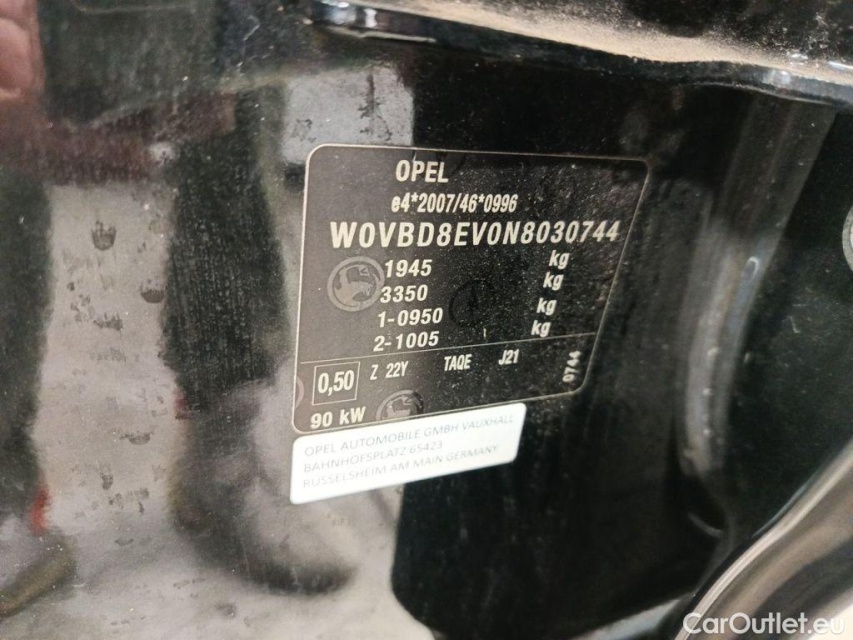 OPEL
e4*2007/46*0996
W0VBD8EV0N8030744
1945 kg
3350 kg
1-0950 kg
2-1005 kg
0,50 Z 22Y TAQE J21 0744
90 kW
OPEL AUTOMOBILE GMBH VAUXHALL
BAHNHOFSPLATZ 65423
RÜSSELSHEIM AM MAIN GERMANY
CarOutlet.eu